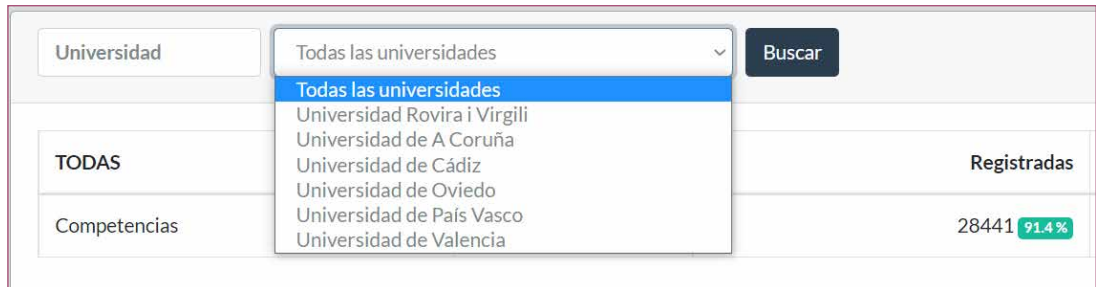 Universidad Todas las universidades Buscar
Todas las universidades
Universidad Rovira i Virgili
Universidad de A Coruña
Universidad de Cádiz
Universidad de Oviedo
Universidad de País Vasco
Universidad de Valencia
TODAS Registradas
Competencias 28441 91.4 %